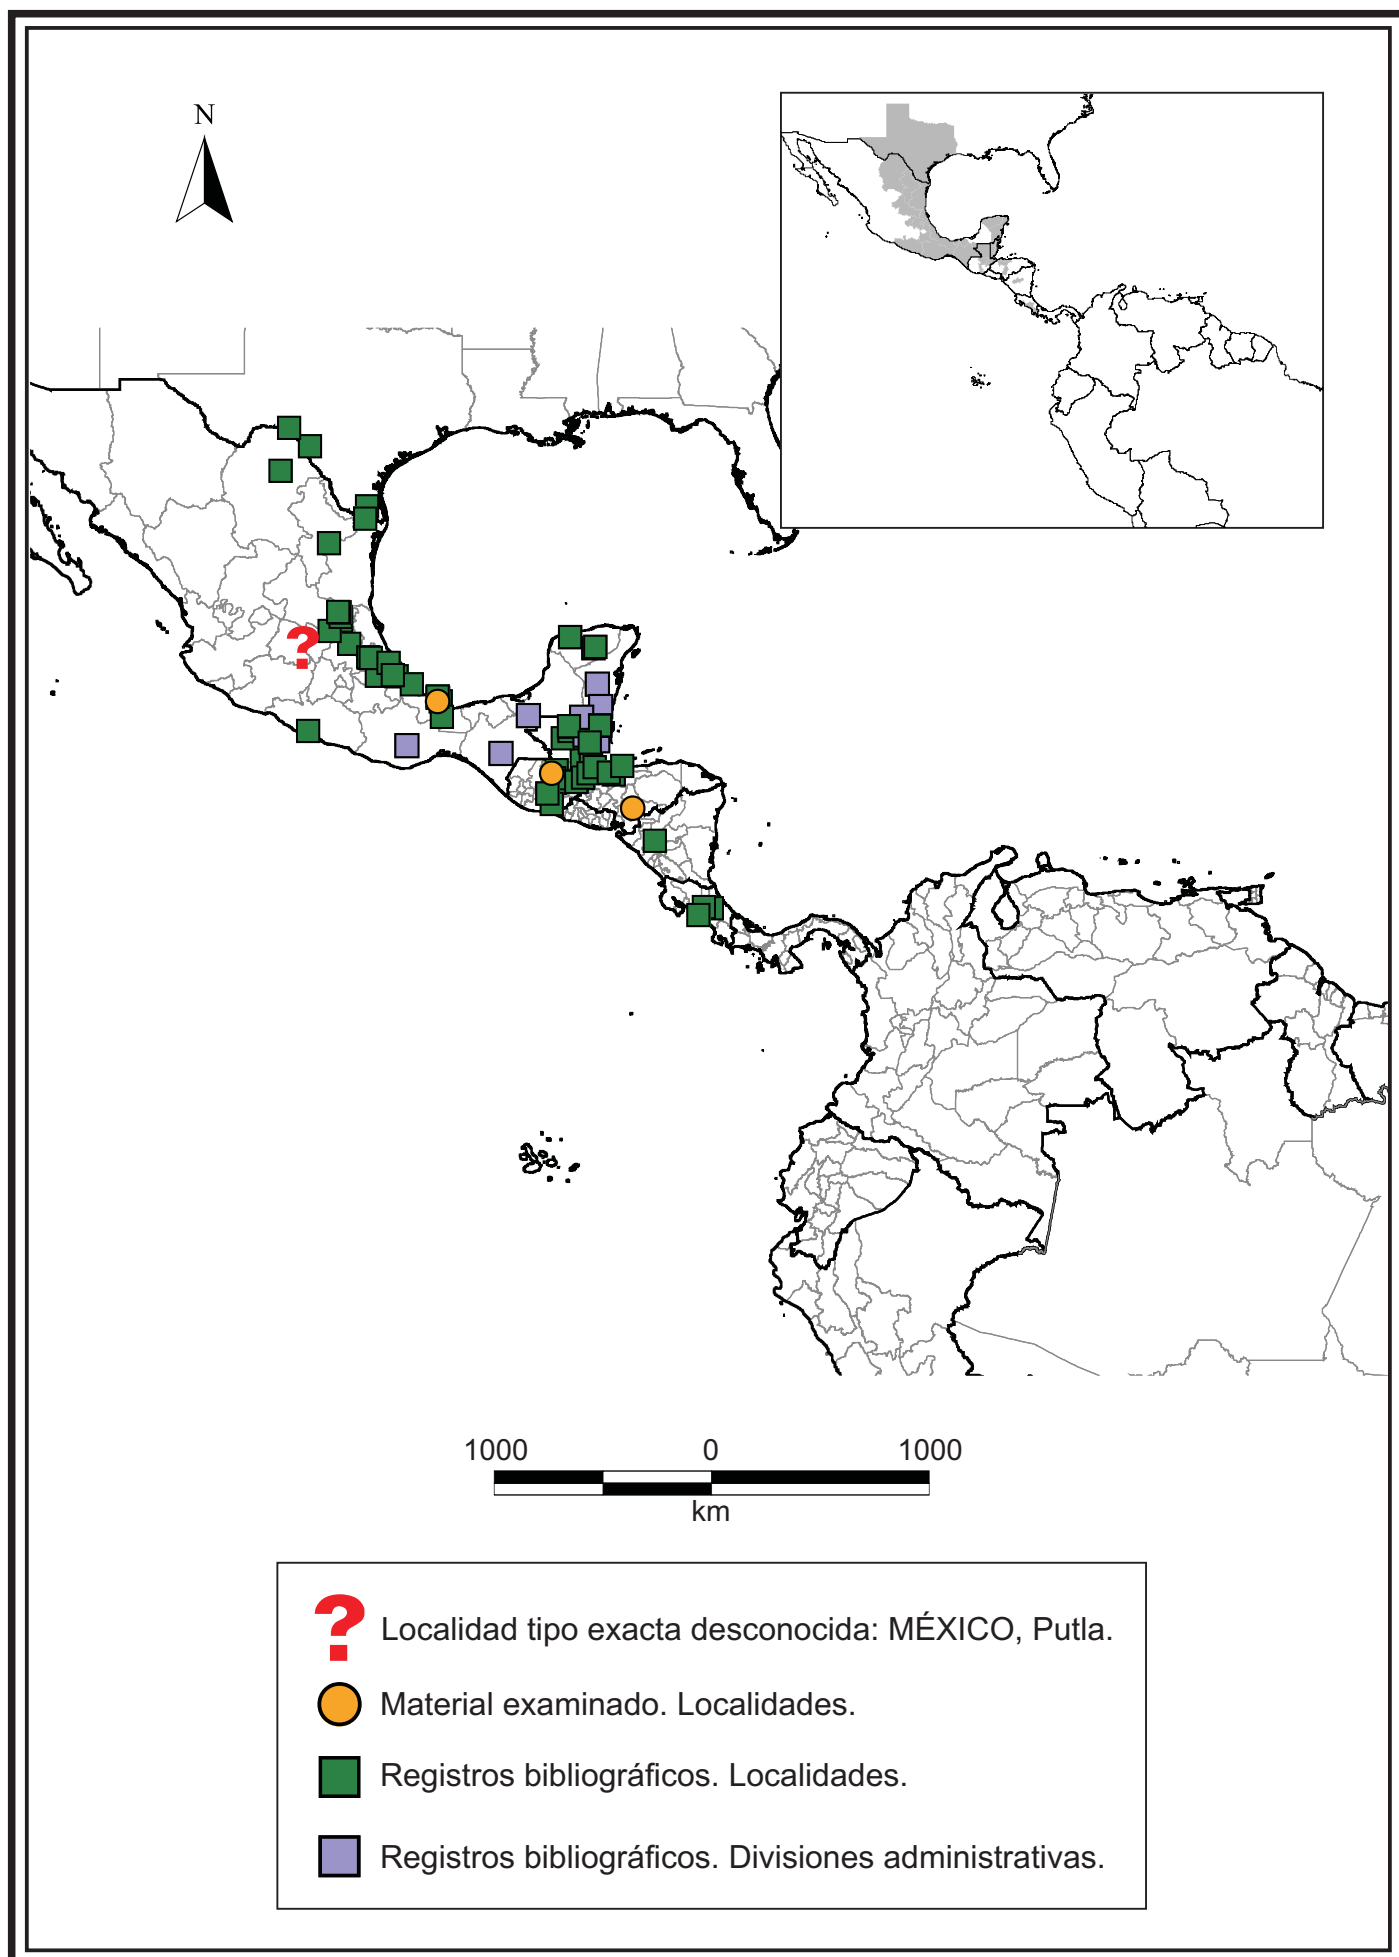 N
1000 0 1000
km
? Localidad tipo exacta desconocida: MÉXICO, Putla.
Material examinado. Localidades.
Registros bibliográficos. Localidades.
Registros bibliográficos. Divisiones administrativas.
?